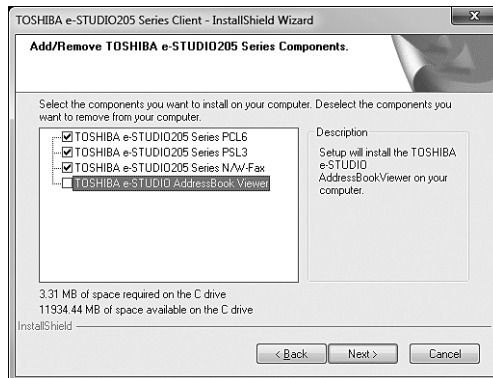 TOSHIBA e-STUDIO205 Series Client - InstallShield Wizard
Add/Remove TOSHIBA e-STUDIO205 Series Components.
Select the components you want to install on your computer. Deselect the components you
want to remove from your computer.
TOSHIBA e-STUDIO205 Series PCL6
TOSHIBA e-STUDIO205 Series PSL3
TOSHIBA e-STUDIO205 Series N/W-Fax
TOSHIBA e-STUDIO AddressBook Viewer
Description
Setup will install the TOSHIBA
e-STUDIO
AddressBookViewer on your
computer.
3.31 MB of space required on the C drive
11934.44 MB of space available on the C drive
InstallShield
< Back
Next >
Cancel